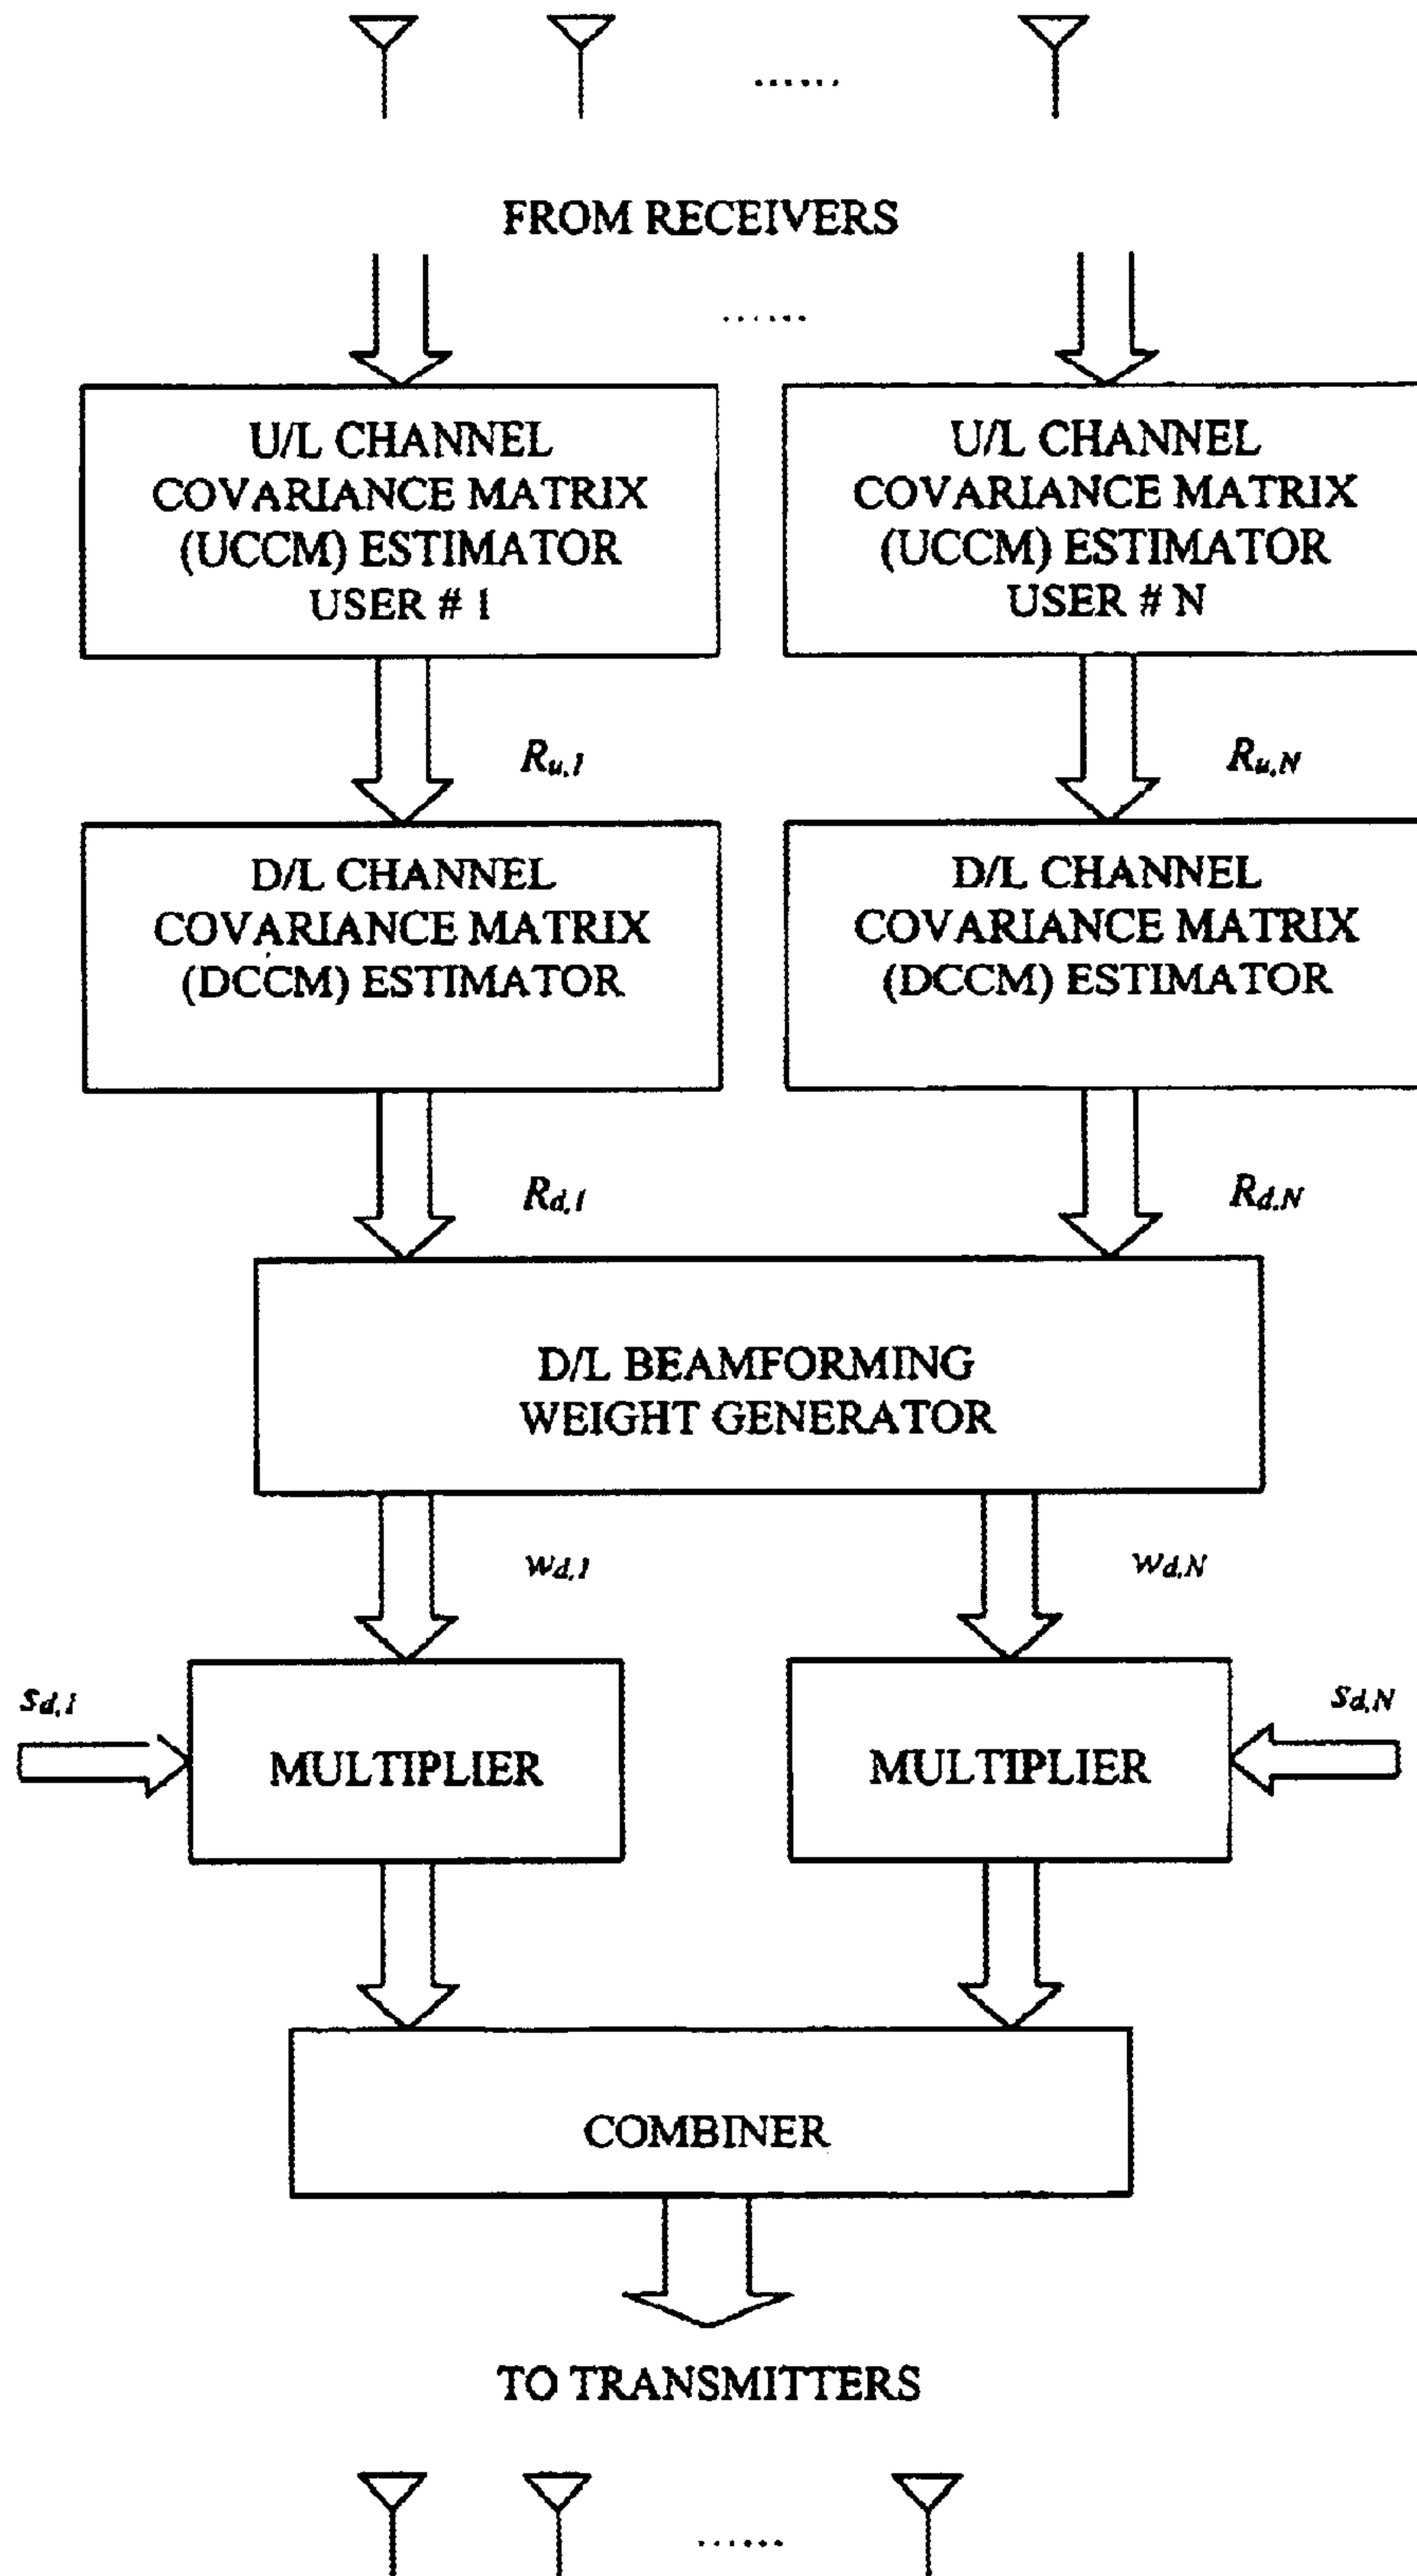 ......
FROM RECEIVERS
......
U/L CHANNEL
COVARIANCE MATRIX
(UCCM) ESTIMATOR
USER # 1
U/L CHANNEL
COVARIANCE MATRIX
(UCCM) ESTIMATOR
USER # N
Ru,1
Ru,N
D/L CHANNEL
COVARIANCE MATRIX
(DCCM) ESTIMATOR
D/L CHANNEL
COVARIANCE MATRIX
(DCCM) ESTIMATOR
Rd,1
Rd,N
D/L BEAMFORMING
WEIGHT GENERATOR
wd,1
wd,N
sd,1
MULTIPLIER
MULTIPLIER
sd,N
COMBINER
TO TRANSMITTERS
......